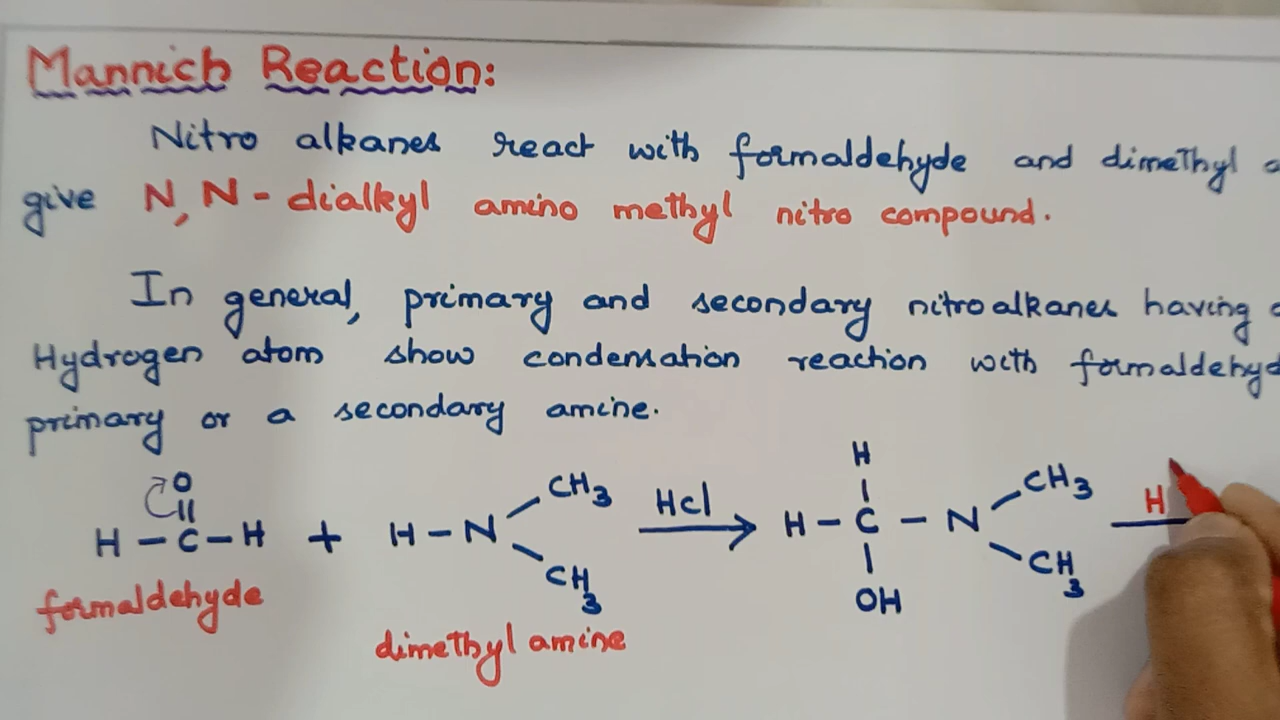 Mannich Reaction:
Nitro alkanes react with formaldehyde and dimethyl
give N,N-dialkyl amino methyl nitro compound.
In general, primary and secondary nitroalkanes having
Hydrogen atom show condensation reaction with formaldehyd
primary or a secondary amine.
O
||
H-C-H + H-N CH3 CH3 HCl H-C-N CH3 CH3 H
H
OH
formaldehyde
dimethyl amine